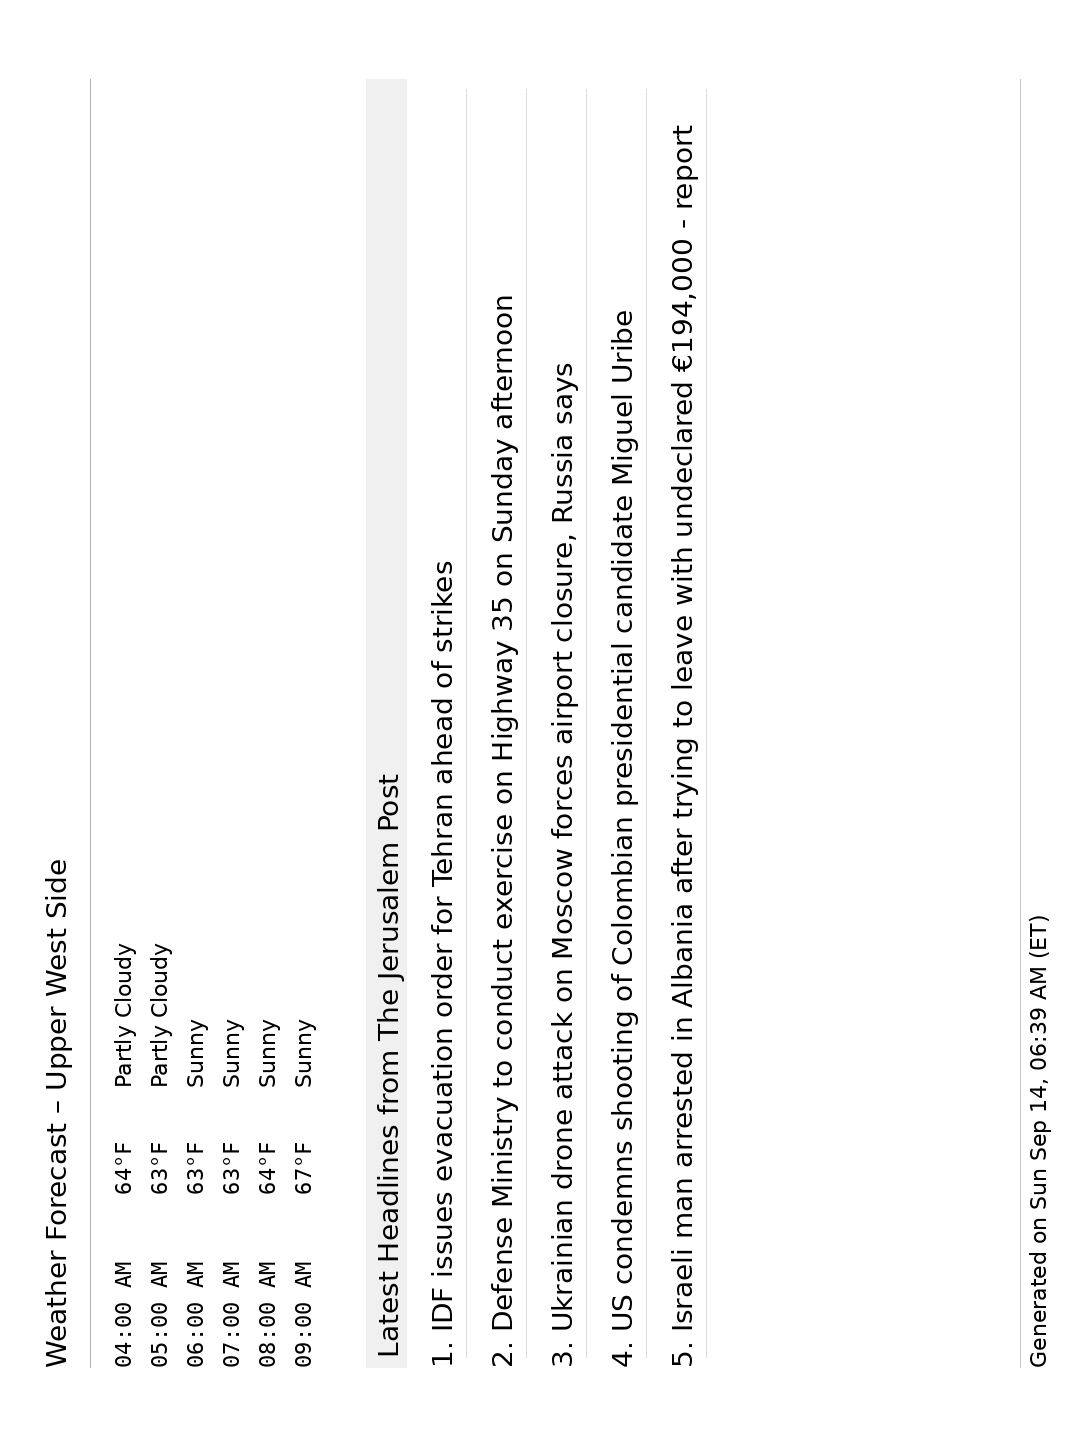 Weather Forecast – Upper West Side
04:00 AM 64°F Partly Cloudy
05:00 AM 63°F Partly Cloudy
06:00 AM 63°F Sunny
07:00 AM 63°F Sunny
08:00 AM 64°F Sunny
09:00 AM 67°F Sunny
Latest Headlines from The Jerusalem Post
1. IDF issues evacuation order for Tehran ahead of strikes
2. Defense Ministry to conduct exercise on Highway 35 on Sunday afternoon
3. Ukrainian drone attack on Moscow forces airport closure, Russia says
4. US condemns shooting of Colombian presidential candidate Miguel Uribe
5. Israeli man arrested in Albania after trying to leave with undeclared €194,000 - report
Generated on Sun Sep 14, 06:39 AM (ET)